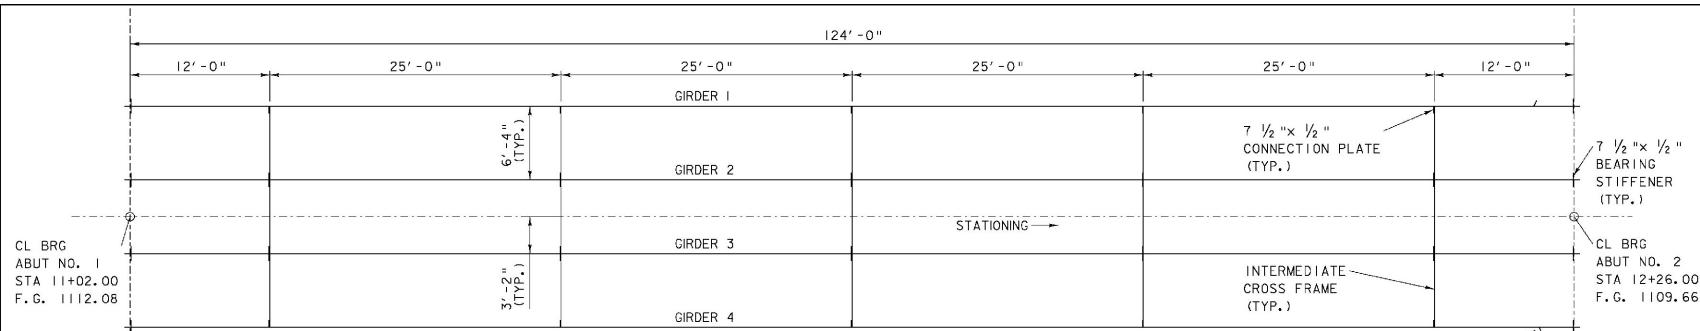 124'-0"
12'-0" 25'-0" 25'-0" 25'-0" 25'-0" 12'-0"
GIRDER 1
6'-4"
(TYP.)
7 ½"x ½"
CONNECTION PLATE
(TYP.)
7 ½"x ½"
BEARING
STIFFENER
(TYP.)
GIRDER 2
STATIONING
GIRDER 3
CL BRG
ABUT NO. 1
STA 11+02.00
F.G. 1112.08
3'-2"
(TYP.)
INTERMEDIATE
CROSS FRAME
(TYP.)
CL BRG
ABUT NO. 2
STA 12+26.00
F.G. 1109.66
GIRDER 4